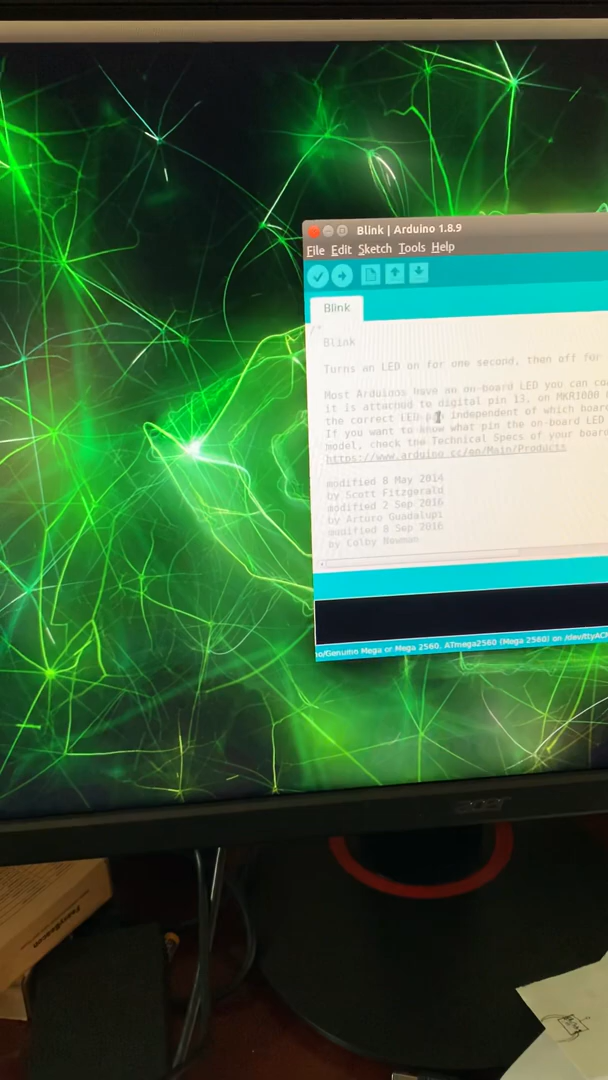 Blink | Arduino 1.8.9
File Edit Sketch Tools Help
Blink
/*
Blink
Turns an LED on for one second, then off for
Most Arduinos have an on-board LED you can co
it is attached to digital pin 13, on MKR1000
the correct LED independent of which boar
If you want to know what pin the on-board LED
model, check the Technical Specs of your board
https://www.arduino.cc/en/Main/Products
modified 8 May 2014
by Scott Fitzgerald
modified 2 Sep 2016
by Arturo Guadalupi
modified 8 Sep 2016
by Colby Newman
o/Genuino Mega or Mega 2560, ATmega2560 (Mega 2560) on /dev/ttyAC
acer